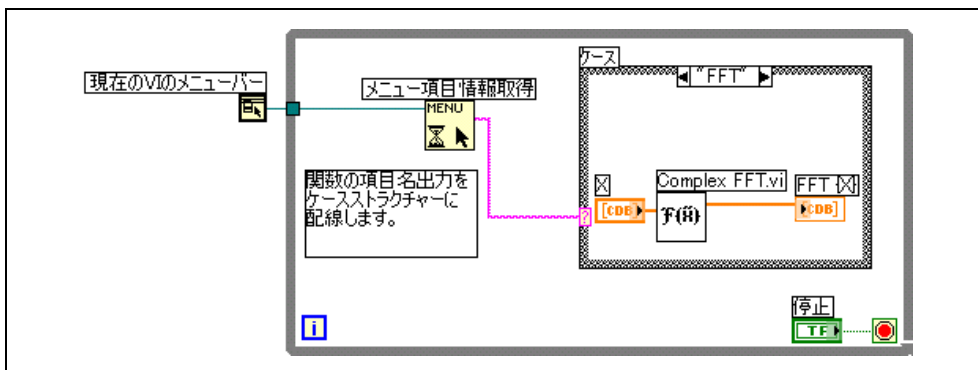 現在のVIのメニューバー
メニュー項目情報取得
MENU
関数の項目名出力を
ケースストラクチャーに
配線します。
ケース
"FFT"
?
X
[CDB]
Complex FFT.vi
F(X)
FFT {X}
[CDB]
i
停止
TF